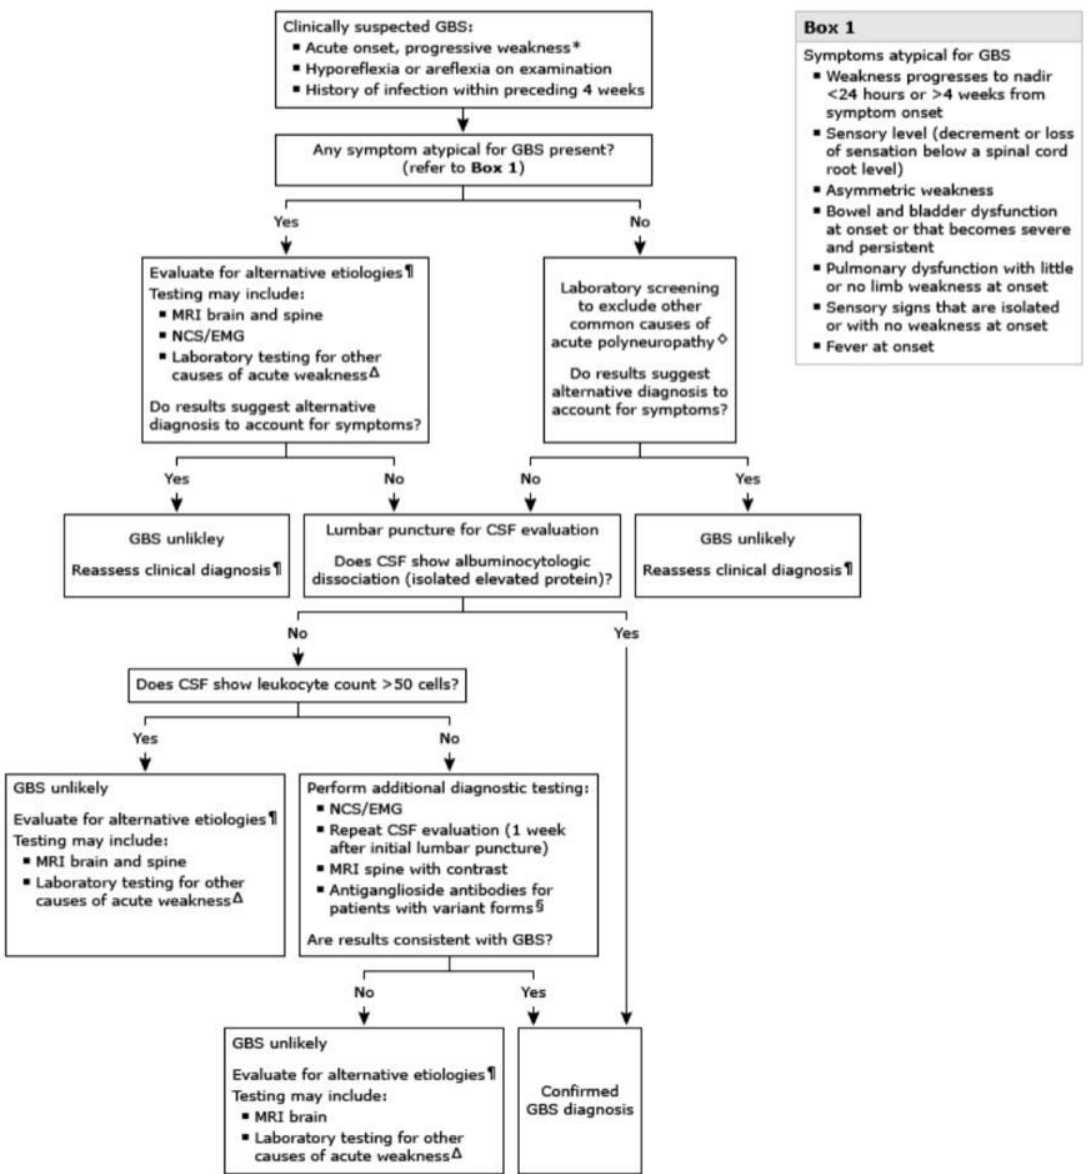 Clinically suspected GBS:
▪ Acute onset, progressive weakness*
▪ Hyporeflexia or areflexia on examination
▪ History of infection within preceding 4 weeks
Any symptom atypical for GBS present?
(refer to Box 1)
Yes
No
Evaluate for alternative etiologies¶
Testing may include:
▪ MRI brain and spine
▪ NCS/EMG
▪ Laboratory testing for other
causes of acute weakness△
Do results suggest alternative
diagnosis to account for symptoms?
Laboratory screening
to exclude other
common causes of
acute polyneuropathy◇
Do results suggest
alternative diagnosis to
account for symptoms?
Yes
No
No
Yes
GBS unlikley
Reassess clinical diagnosis¶
Lumbar puncture for CSF evaluation
Does CSF show albuminocytologic
dissociation (isolated elevated protein)?
GBS unlikely
Reassess clinical diagnosis¶
No
Yes
Does CSF show leukocyte count >50 cells?
Yes
No
GBS unlikely
Evaluate for alternative etiologies¶
Testing may include:
▪ MRI brain and spine
▪ Laboratory testing for other
causes of acute weakness△
Perform additional diagnostic testing:
▪ NCS/EMG
▪ Repeat CSF evaluation (1 week
after initial lumbar puncture)
▪ MRI spine with contrast
▪ Antiganglioside antibodies for
patients with variant forms§
Are results consistent with GBS?
No
Yes
GBS unlikely
Evaluate for alternative etiologies¶
Testing may include:
▪ MRI brain
▪ Laboratory testing for other
causes of acute weakness△
Confirmed
GBS diagnosis
Box 1
Symptoms atypical for GBS
▪ Weakness progresses to nadir
<24 hours or >4 weeks from
symptom onset
▪ Sensory level (decrement or loss
of sensation below a spinal cord
root level)
▪ Asymmetric weakness
▪ Bowel and bladder dysfunction
at onset or that becomes severe
and persistent
▪ Pulmonary dysfunction with little
or no limb weakness at onset
▪ Sensory signs that are isolated
or with no weakness at onset
▪ Fever at onset